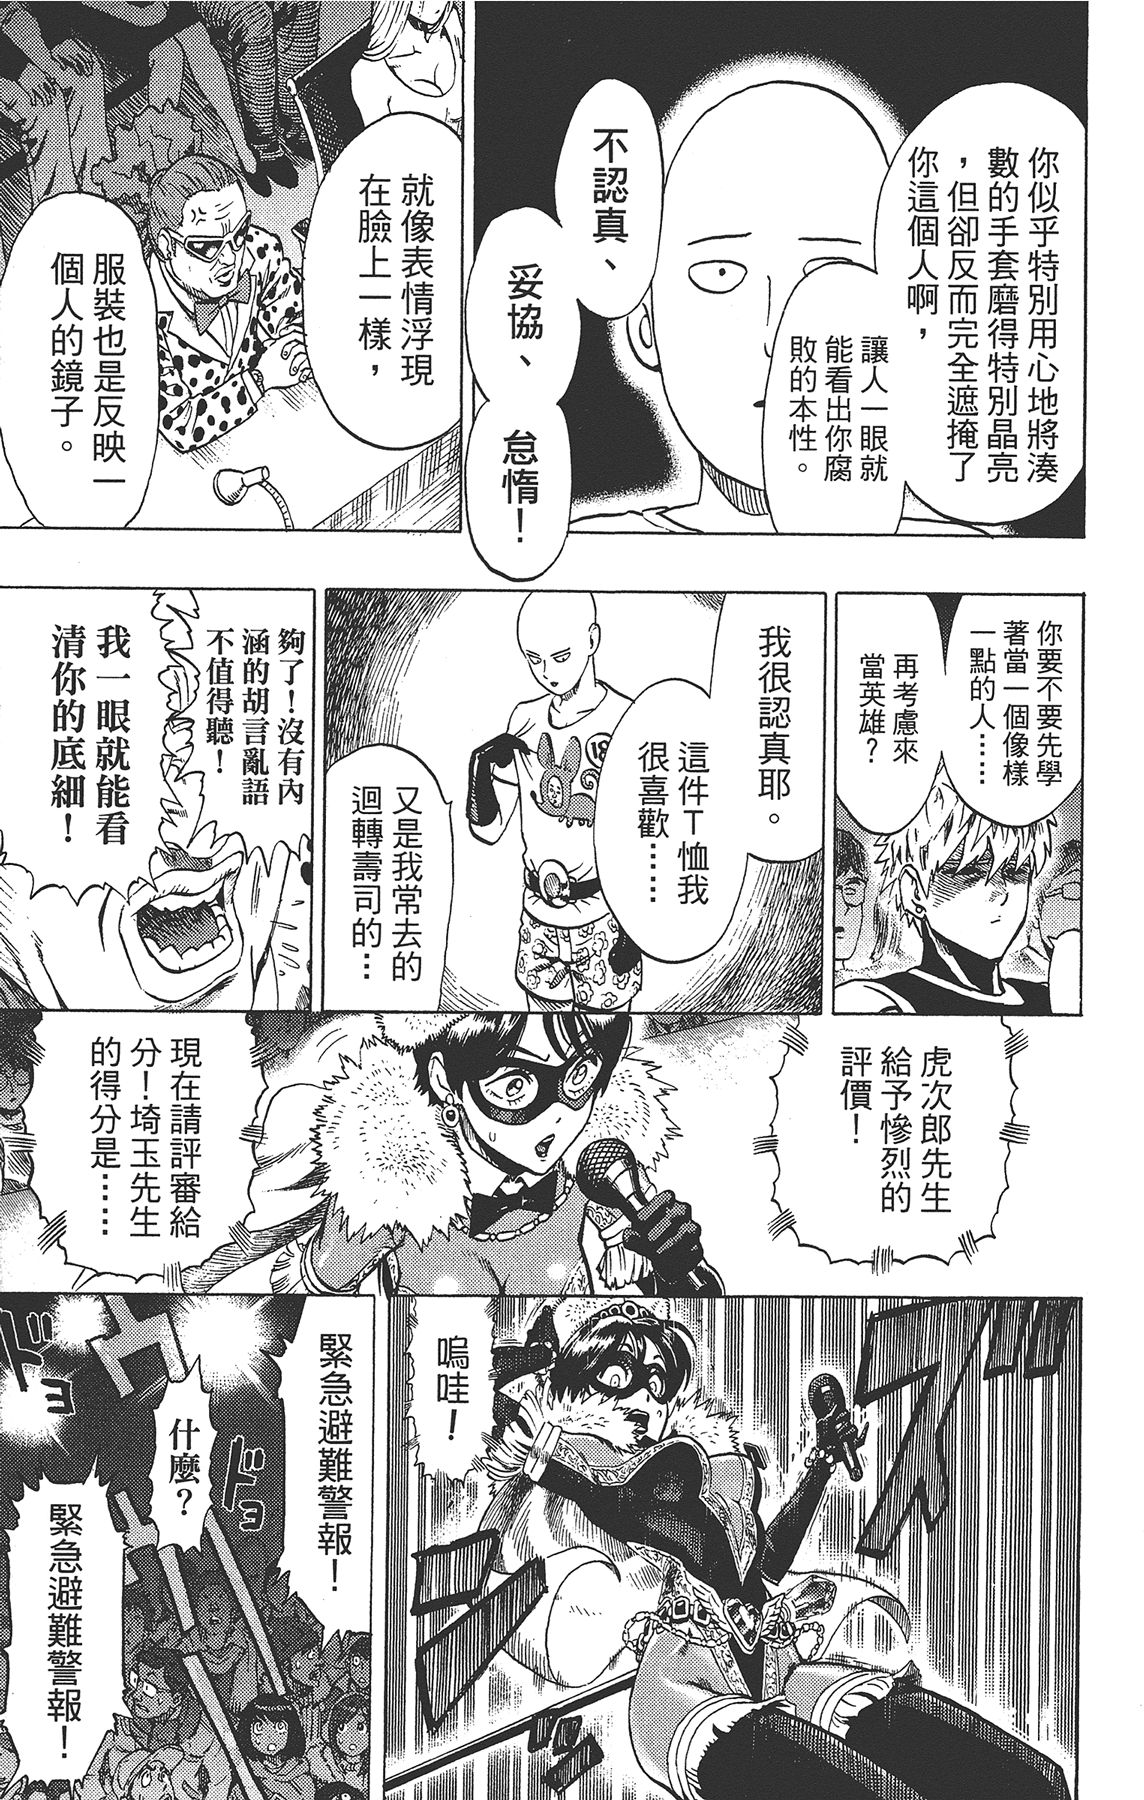 你似乎特別用心地將湊
數的手套磨得特別晶亮
，但卻反而完全遮掩了
你這個人啊，
讓人一眼就
能看出你腐
敗的本性。
不認真、
妥協、
怠惰！
就像表情浮現
在臉上一樣，
服裝也是反映一
個人的鏡子。
你要不要先學
著當一個像樣
一點的人……
再考慮來
當英雄？
我很認真耶。
這件T恤我
很喜歡……
又是我常去的
迴轉壽司的…
18
夠了！沒有內
涵的胡言亂語
不值得聽！
我一眼就能看
清你的底細！
虎次郎先生
給予慘烈的
評價！
現在請評審給
分！埼玉先生
的得分是……
ズズ
ン
嗚哇！
緊急避難警報！
什麼？
緊急避難警報！
ドヨ
ドヨ